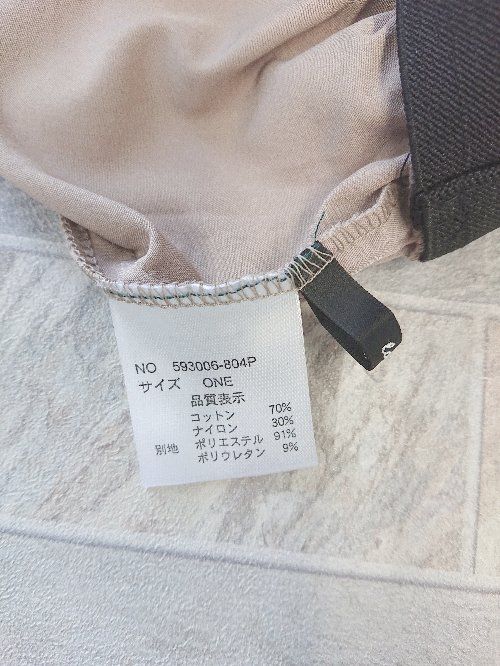 NO 593006-804P
サイズ ONE
品質表示
コットン 70%
ナイロン 30%
別地 ポリエステル 91%
ポリウレタン 9%